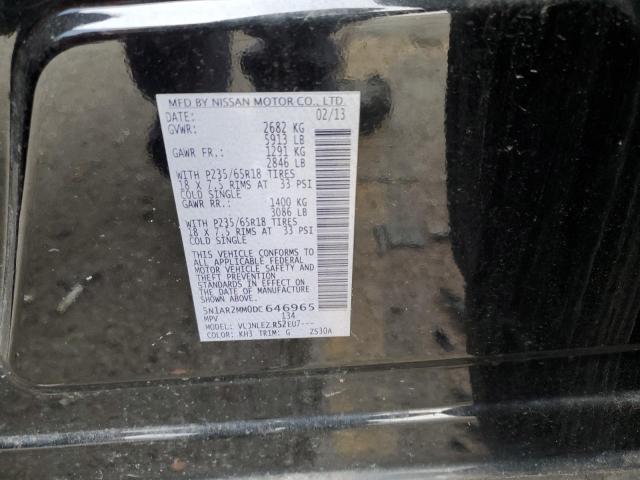 MFD BY NISSAN MOTOR CO., LTD
DATE: 02/13
GVWR: 2682 KG
5913 LB
GAWR FR.: 1291 KG
2846 LB
WITH P235/65R18 TIRES
18 X 7.5 RIMS AT 33 PSI
COLD SINGLE
GAWR RR.: 1400 KG
3086 LB
WITH P235/65R18 TIRES
18 X 7.5 RIMS AT 33 PSI
COLD SINGLE
THIS VEHICLE CONFORMS TO
ALL APPLICABLE FEDERAL
MOTOR VEHICLE SAFETY AND
THEFT PREVENTION
STANDARDS IN EFFECT ON
THE DATE OF MANUFACTURE
SHOWN ABOVE.
5N1AR2MM0DC646965
MPV 134
MODELː
COLOR: KH3 TRIM: G ZS30A